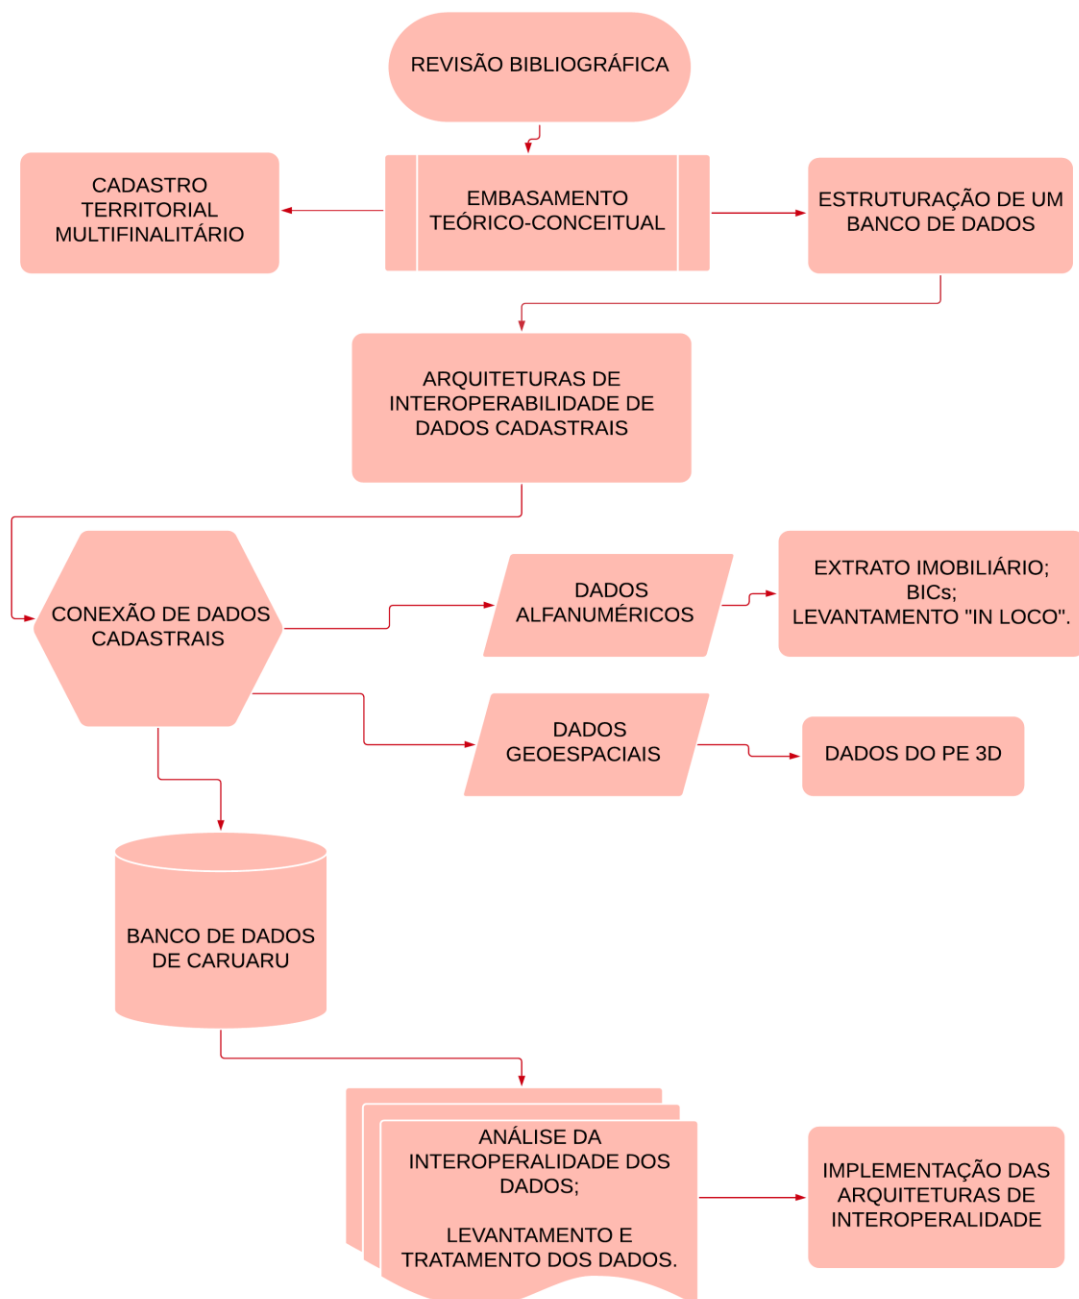 REVISÃO BIBLIOGRÁFICA
CADASTRO
TERRITORIAL
MULTIFINALITÁRIO
EMBASAMENTO
TEÓRICO-CONCEITUAL
ESTRUTURAÇÃO DE UM
BANCO DE DADOS
ARQUITETURAS DE
INTEROPERABILIDADE DE
DADOS CADASTRAIS
CONEXÃO DE DADOS
CADASTRAIS
DADOS
ALFANUMÉRICOS
EXTRATO IMOBILIÁRIO;
BICs;
LEVANTAMENTO "IN LOCO".
DADOS
GEOESPACIAIS
DADOS DO PE 3D
BANCO DE DADOS
DE CARUARU
ANÁLISE DA
INTEROPERALIDADE DOS
DADOS;
LEVANTAMENTO E
TRATAMENTO DOS DADOS.
IMPLEMENTAÇÃO DAS
ARQUITETURAS DE
INTEROPERALIDADE